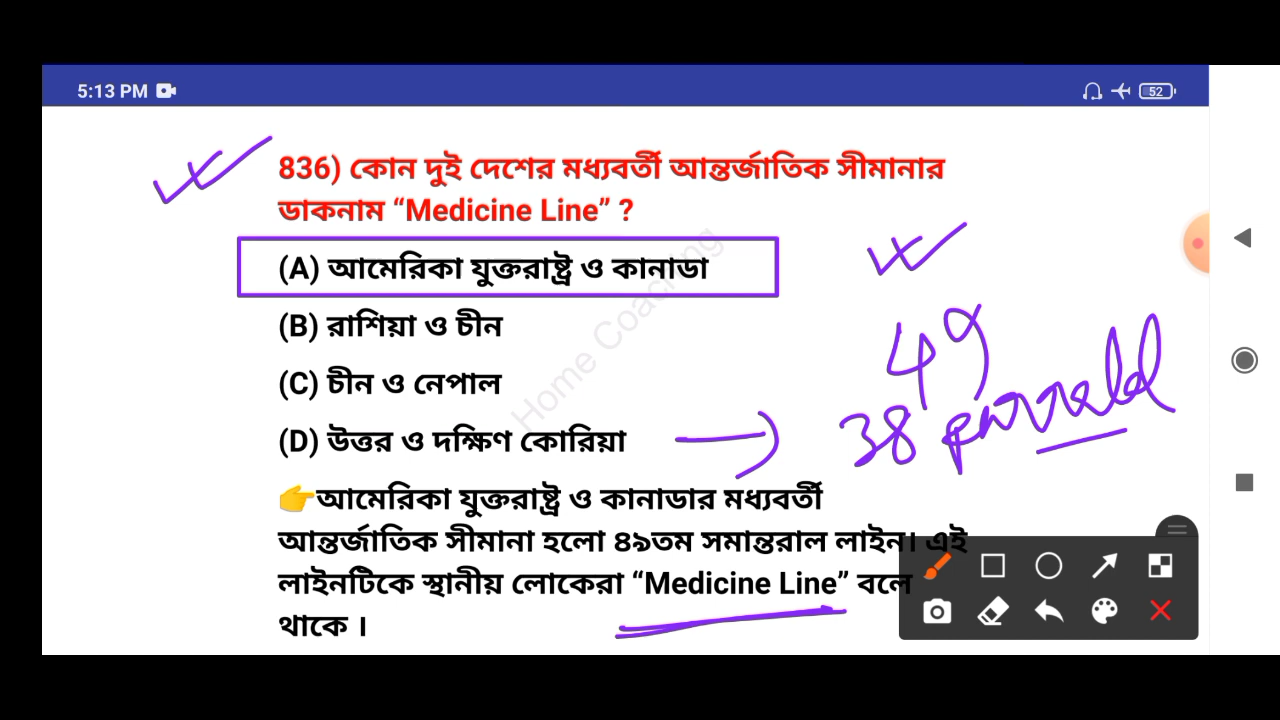 5:13 PM
52
836) কোন দুই দেশের মধ্যবর্তী আন্তর্জাতিক সীমানার
ডাকনাম “Medicine Line” ?
(A) আমেরিকা যুক্তরাষ্ট্র ও কানাডা
(B) রাশিয়া ও চীন
(C) চীন ও নেপাল
(D) উত্তর ও দক্ষিণ কোরিয়া
49
38
👉আমেরিকা যুক্তরাষ্ট্র ও কানাডার মধ্যবর্তী
আন্তর্জাতিক সীমানা হলো ৪৯তম সমান্তরাল লাইন। এই
লাইনটিকে স্থানীয় লোকেরা “Medicine Line” বলে
থাকে ।
Home Coaching